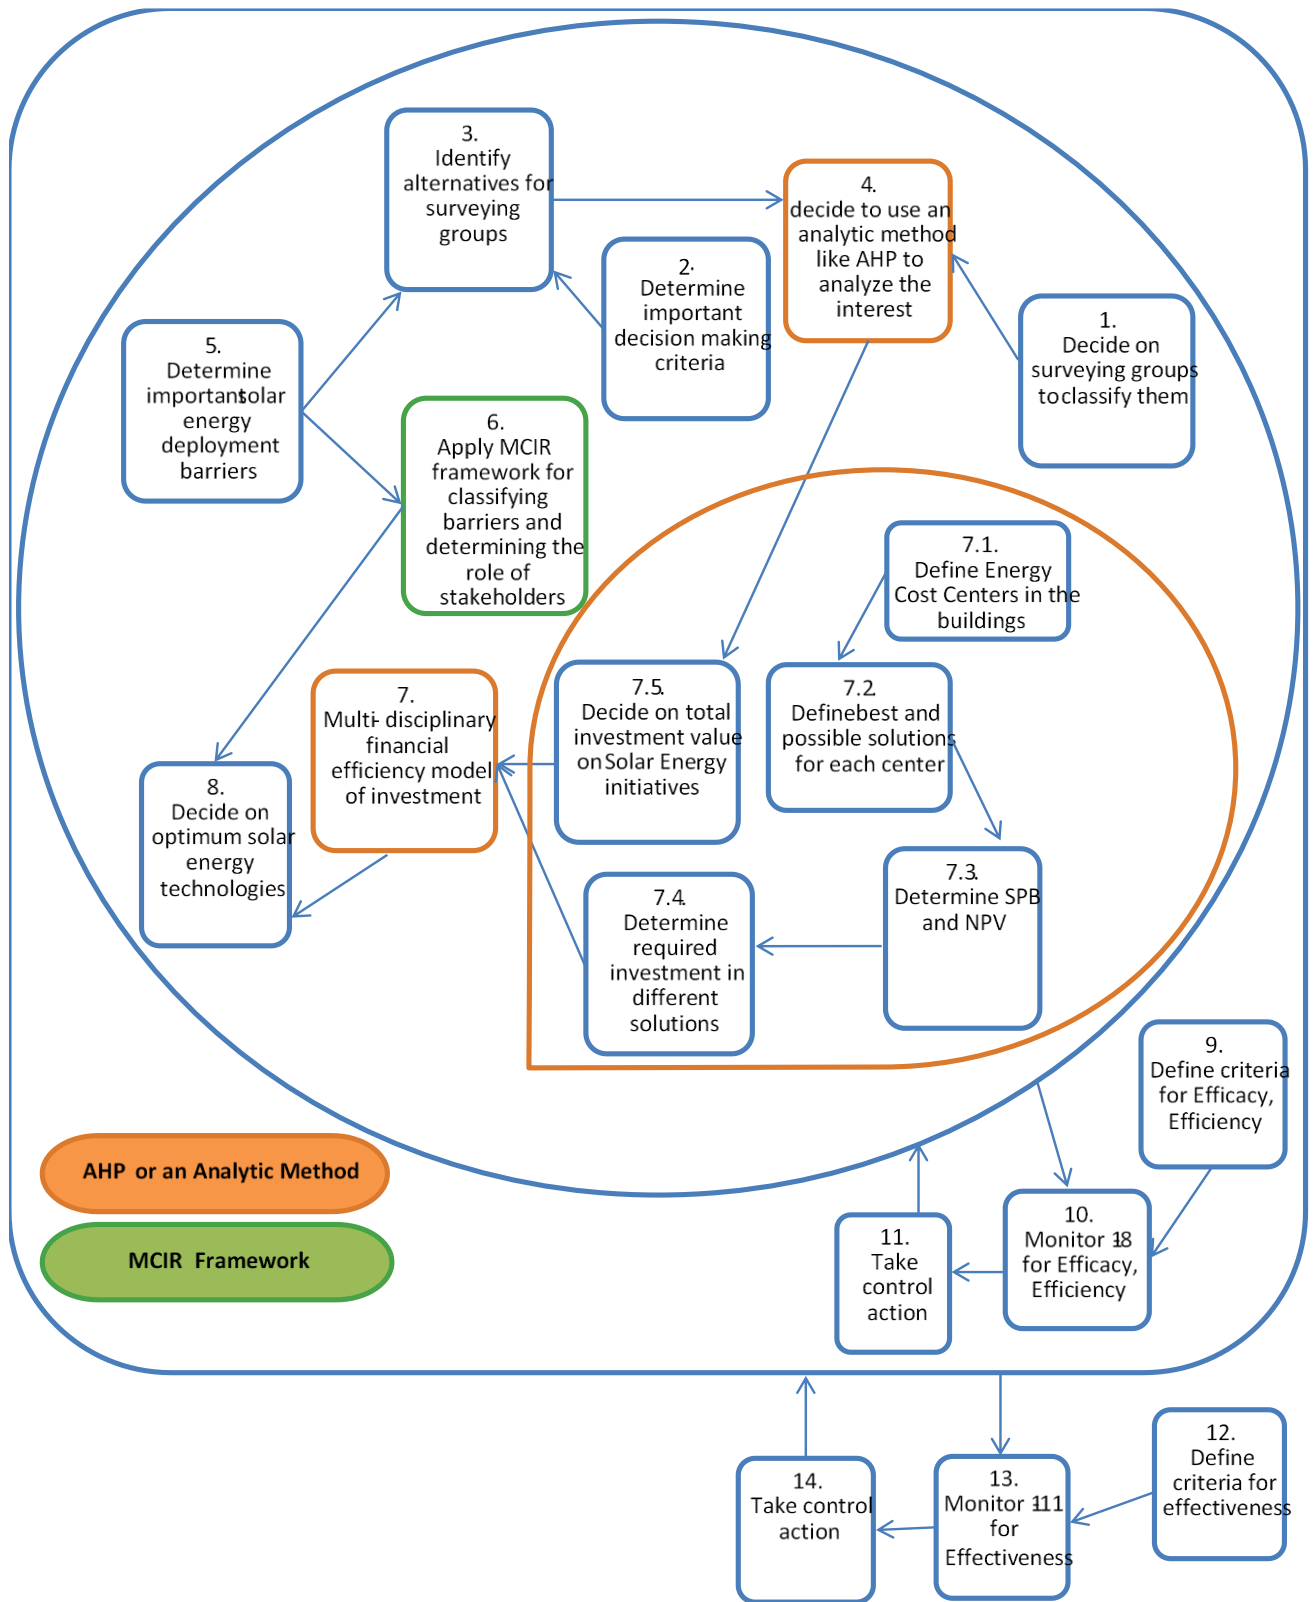 3.
Identify
alternatives for
surveying
groups
4.
decide to use an
analytic method
like AHP to
analyze the
interest
2.
Determine
important
decision making
criteria
1.
Decide on
surveying groups
to classify them
5.
Determine
important solar
energy
deployment
barriers
6.
Apply MCIR
framework for
classifying
barriers and
determining the
role of
stakeholders
7.1.
Define Energy
Cost Centers in the
buildings
7.5.
Decide on total
investment value
on Solar Energy
initiatives
7.2.
Define best and
possible solutions
for each center
7.
Multi- disciplinary
financial
efficiency model
of investment
8.
Decide on
optimum solar
energy
technologies
7.4.
Determine
required
investment in
different
solutions
7.3.
Determine SPB
and NPV
9.
Define criteria
for Efficacy,
Efficiency
AHP or an Analytic Method
MCIR Framework
10.
Monitor 1-8
for Efficacy,
Efficiency
11.
Take
control
action
12.
Define
criteria for
effectiveness
13.
Monitor 1-11
for
Effectiveness
14.
Take control
action